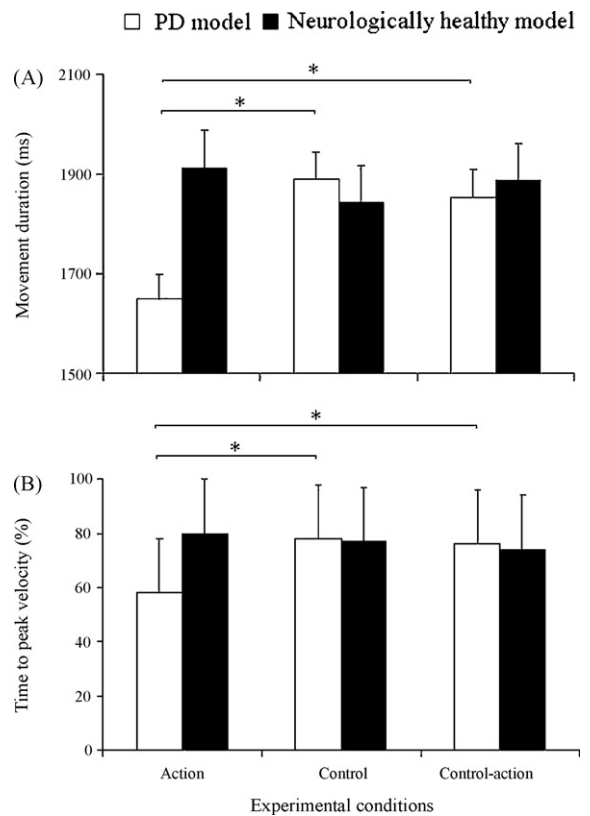 PD model Neurologically healthy model
(A)
Movement duration (ms)
2100
1900
1700
1500
*
*
(B)
Time to peak velocity (%)
100
80
60
40
20
0
*
*
Action Control Control-action
Experimental conditions